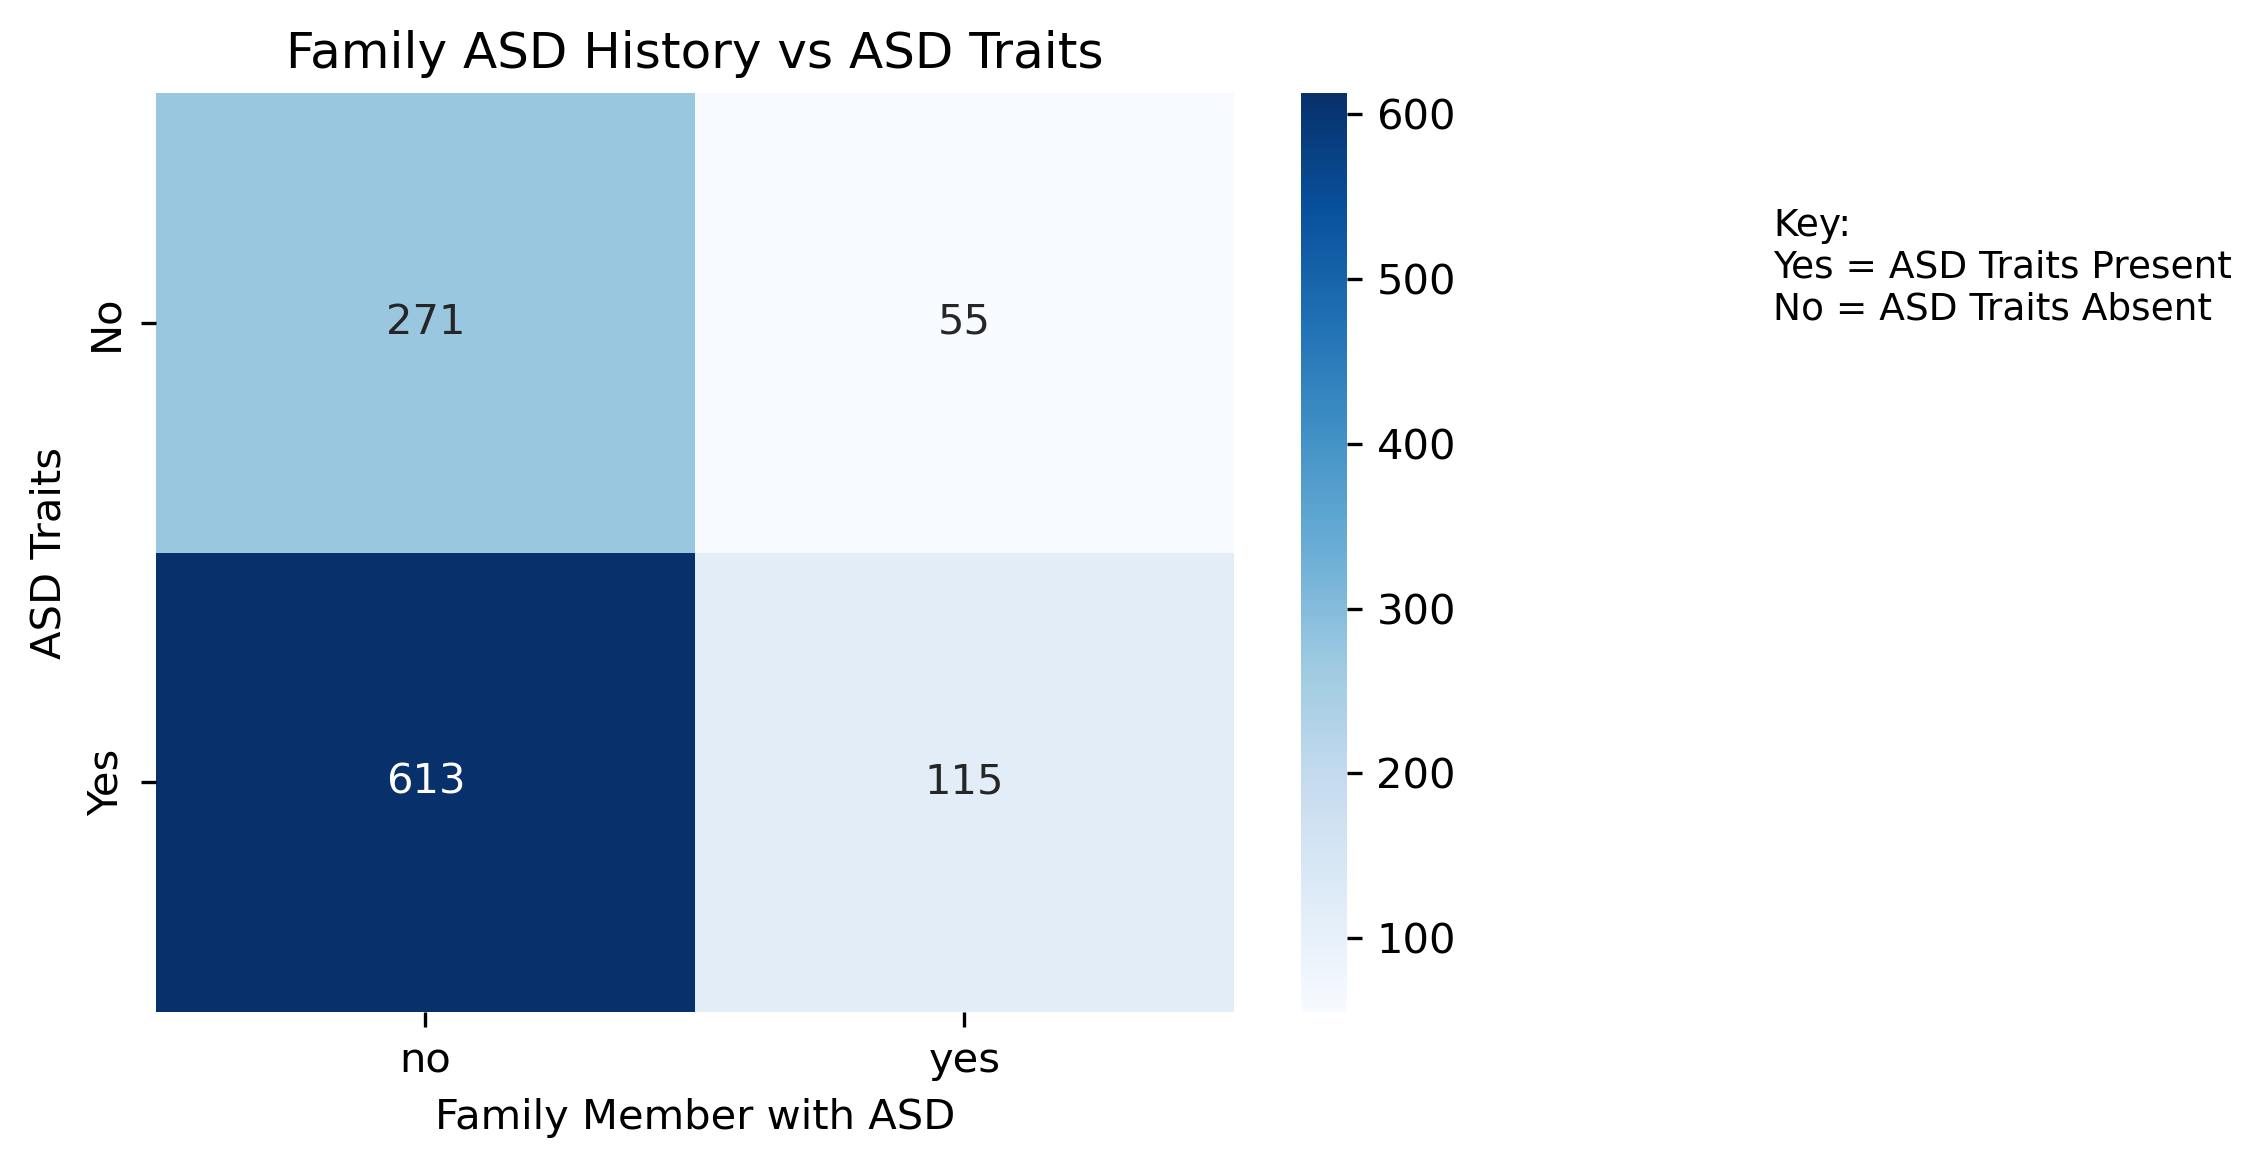 Family ASD History vs ASD Traits
ASD Traits
No
Yes
271
55
613
115
no
yes
Family Member with ASD
600
500
400
300
200
100
Key:
Yes = ASD Traits Present
No = ASD Traits Absent